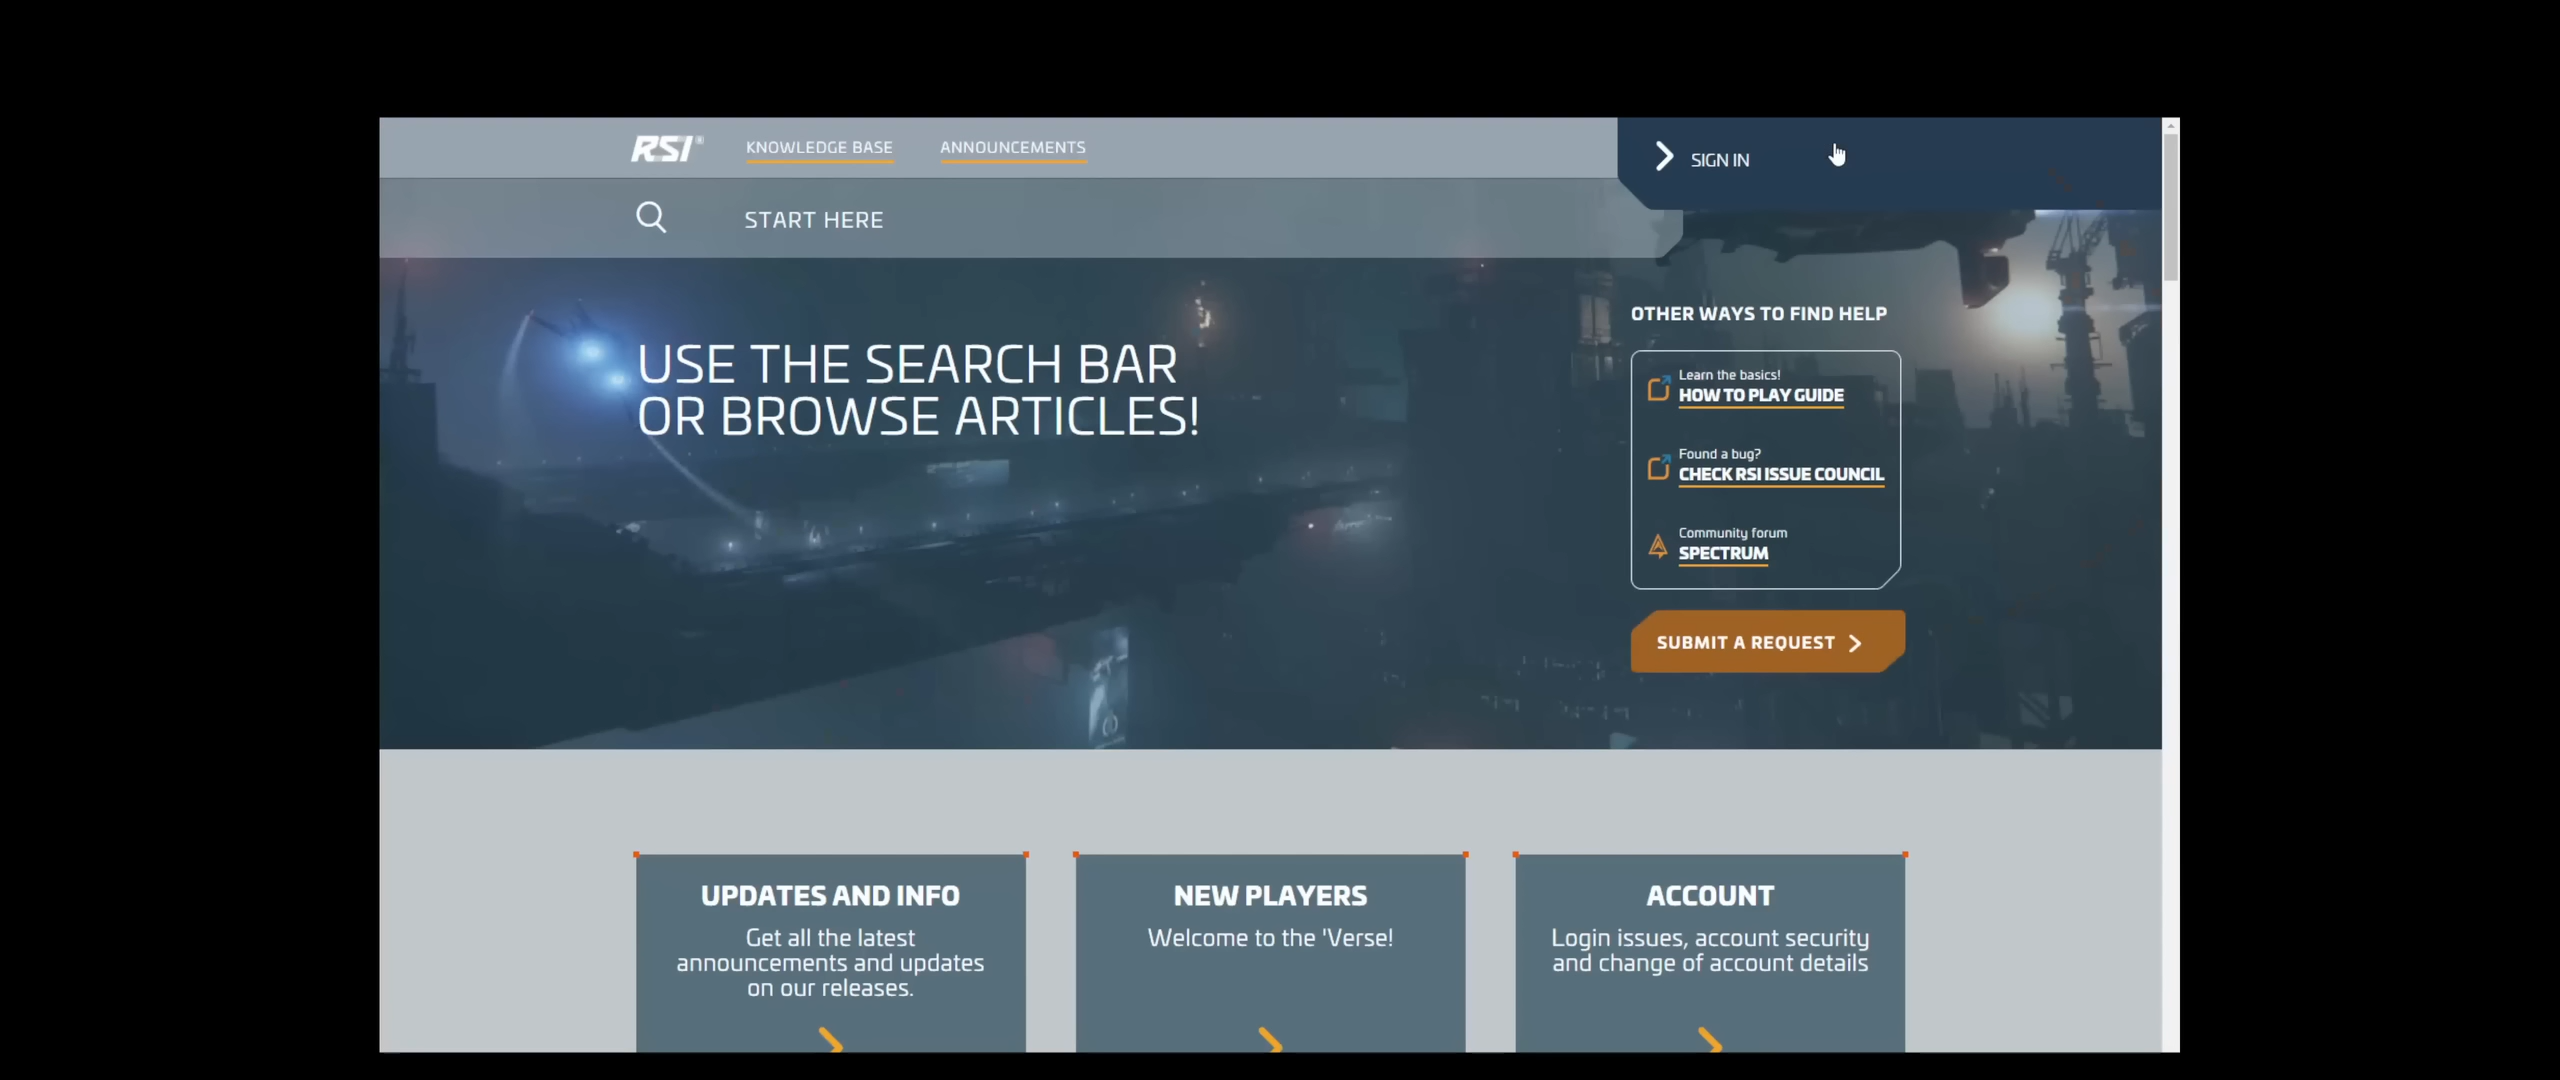 RSI
KNOWLEDGE BASE
ANNOUNCEMENTS
SIGN IN
START HERE
USE THE SEARCH BAR
OR BROWSE ARTICLES!
OTHER WAYS TO FIND HELP
Learn the basics!
HOW TO PLAY GUIDE
Found a bug?
CHECK RSI ISSUE COUNCIL
Community forum
SPECTRUM
SUBMIT A REQUEST
UPDATES AND INFO
Get all the latest
announcements and updates
on our releases.
NEW PLAYERS
Welcome to the 'Verse!
ACCOUNT
Login issues, account security
and change of account details